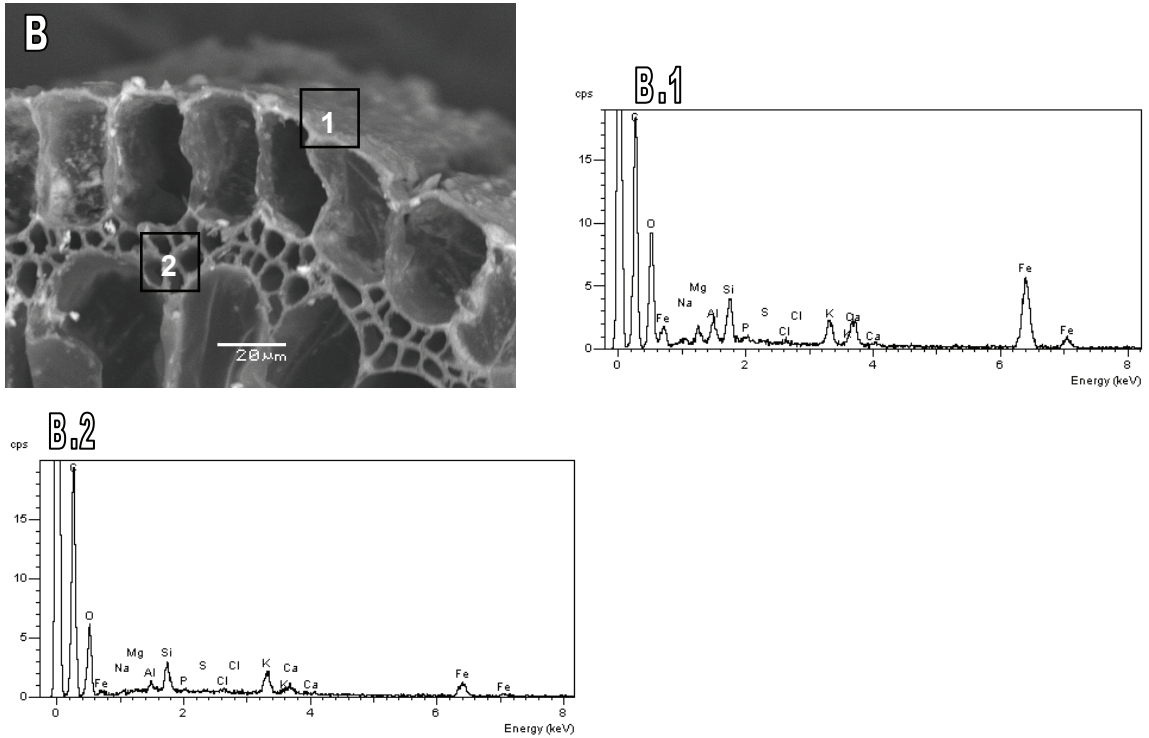 B
1
2
20µm
B.1
cps
C
15
10
O
5
Fe
Na
Mg
Al
Si
P
S
Cl
Cl
K
K
Ca
Ca
Fe
Fe
0
0
2
4
6
8
Energy (keV)
B.2
cps
C
15
10
O
5
Fe
Na
Mg
Al
Si
P
S
Cl
Cl
K
K
Ca
Ca
Fe
Fe
0
0
2
4
6
8
Energy (keV)